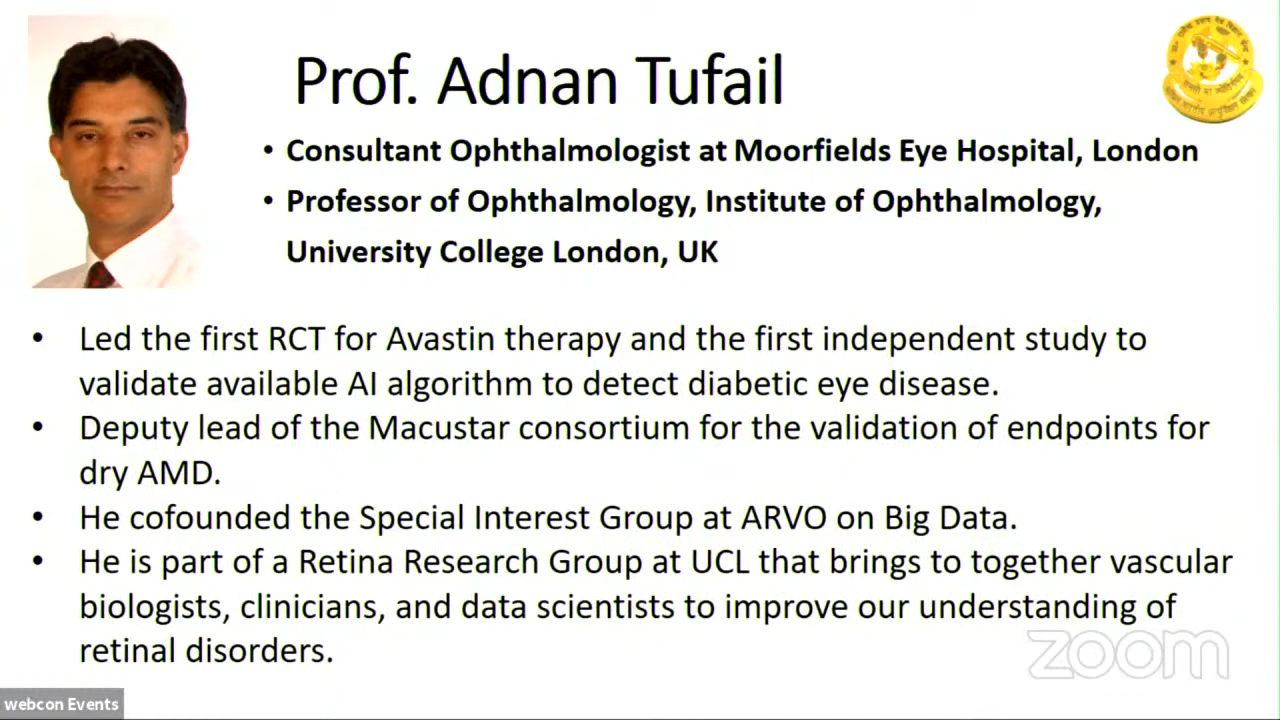 Prof. Adnan Tufail
• Consultant Ophthalmologist at Moorfields Eye Hospital, London
• Professor of Ophthalmology, Institute of Ophthalmology,
University College London, UK
• Led the first RCT for Avastin therapy and the first independent study to
validate available AI algorithm to detect diabetic eye disease.
• Deputy lead of the Macustar consortium for the validation of endpoints for
dry AMD.
• He cofounded the Special Interest Group at ARVO on Big Data.
• He is part of a Retina Research Group at UCL that brings to together vascular
biologists, clinicians, and data scientists to improve our understanding of
retinal disorders.
zoom
webcon Events